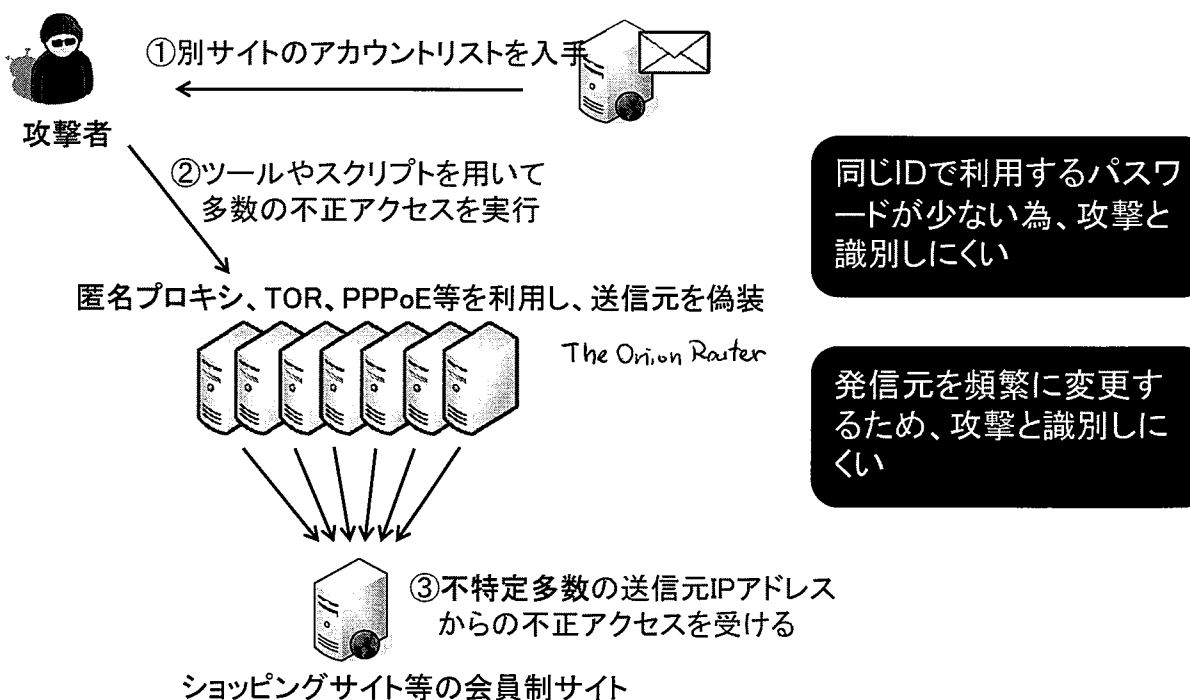 ①別サイトのアカウントリストを入手
攻撃者
②ツールやスクリプトを用いて
多数の不正アクセスを実行
匿名プロキシ、TOR、PPPoE等を利用し、送信元を偽装
The Onion Router
③不特定多数の送信元IPアドレス
からの不正アクセスを受ける
ショッピングサイト等の会員制サイト
同じIDで利用するパスワ
ードが少ない為、攻撃と
識別しにくい
発信元を頻繁に変更す
るため、攻撃と識別しに
くい